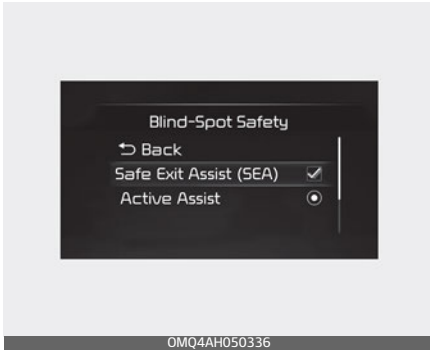 Blind-Spot Safety
Back
Safe Exit Assist (SEA)
Active Assist
OMQ4AH050336